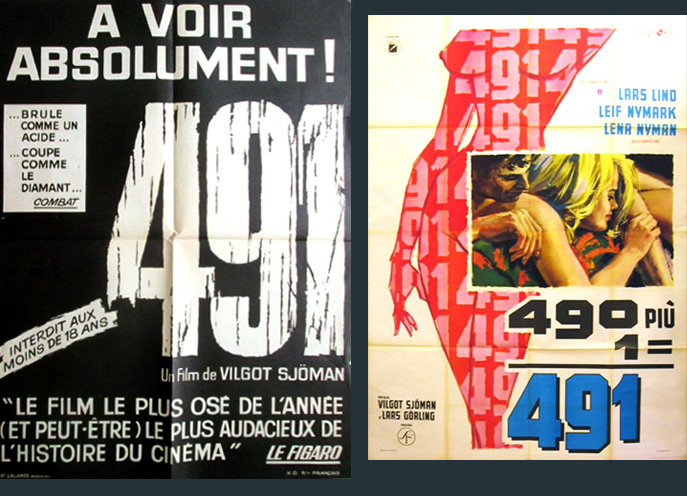 A VOIR
ABSOLUMENT !
...BRULE
COMME UN
ACIDE...
...COUPE
COMME
LE
DIAMANT...
COMBAT
491
INTERDIT AUX
MOINS DE 18 ANS
Un film de VILGOT SJÖMAN
"LE FILM LE PLUS OSÉ DE L'ANNÉE
(ET PEUT-ÊTRE) LE PLUS AUDACIEUX DE
L'HISTOIRE DU CINÉMA" LE FIGARO
LARS LIND
LEIF NYMARK
LENA NYMAN
490 PIÙ
1=
491
REGIA
VILGOT SJÖMAN
e LARS GÖRLING